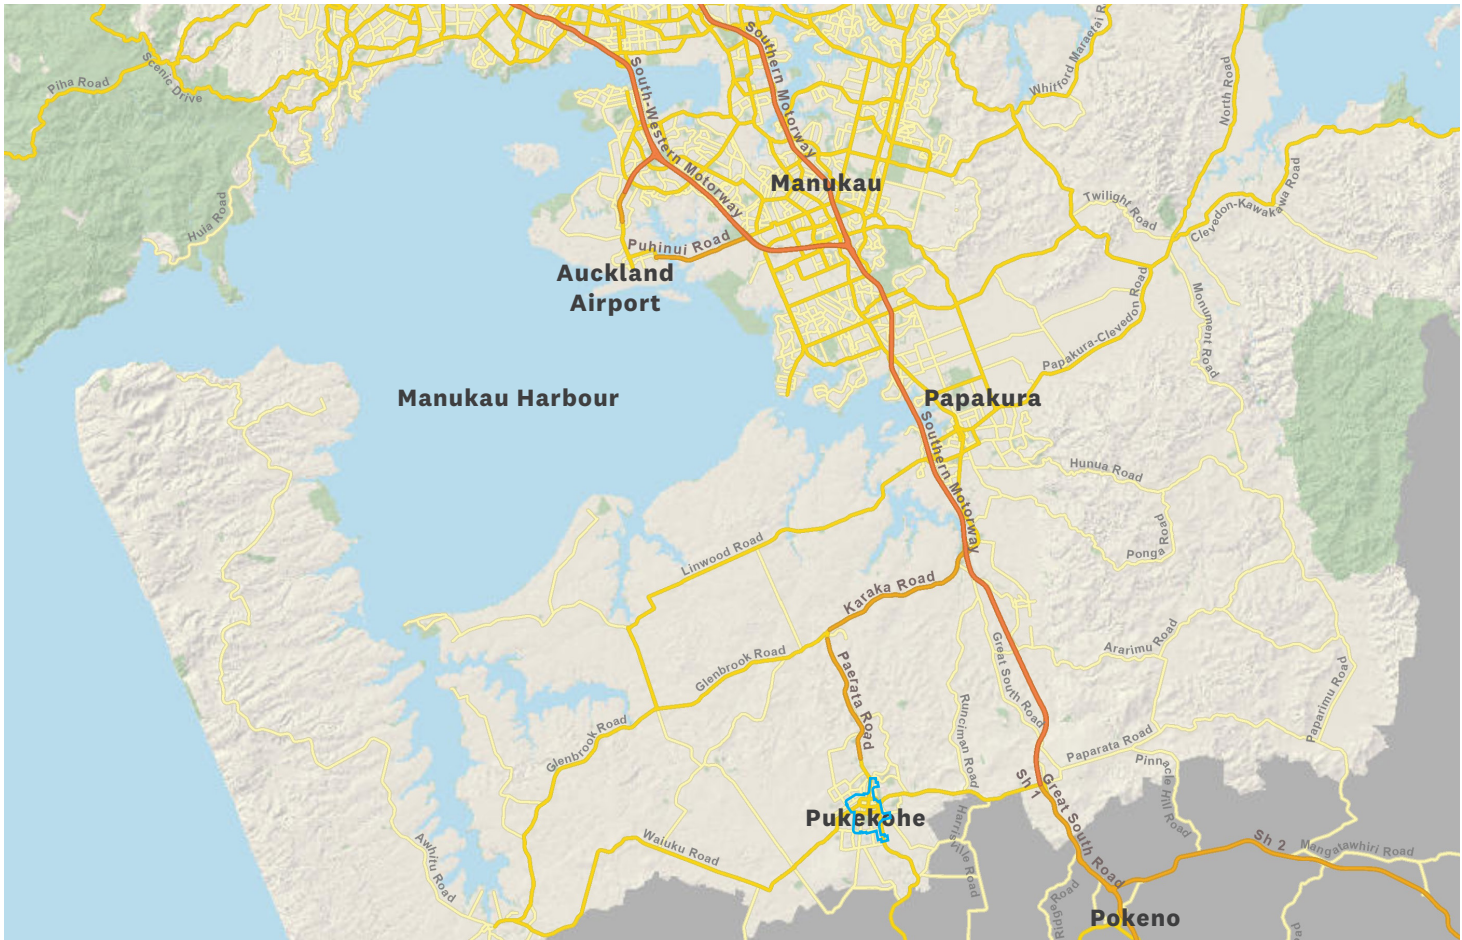 Piha Road
Scenic Drive
South-Western Motorway
Southern Motorway
Whitford Maraetai R
North Road
Manukau
Huia Road
Puhinui Road
Twilight Road
Clevedon-Kawakawa Road
Auckland
Airport
Monument Road
Papakura-Clevedon Road
Manukau Harbour
Papakura
Southern Motorway
Hunua Road
Ponga Road
Linwood Road
Karaka Road
Ararimu Road
Great South Road
Glenbrook Road
Paerata Road
Runciman Road
Paparimu Road
Glenbrook Road
Paparata Road
Pinnacle Hill Road
Sh 1
Great South Road
Pukekohe
Harrisville Road
Waiuku Road
Awhitu Road
Sh 2
Mangatawhiri Road
Ridge Road
Pokeno
ad